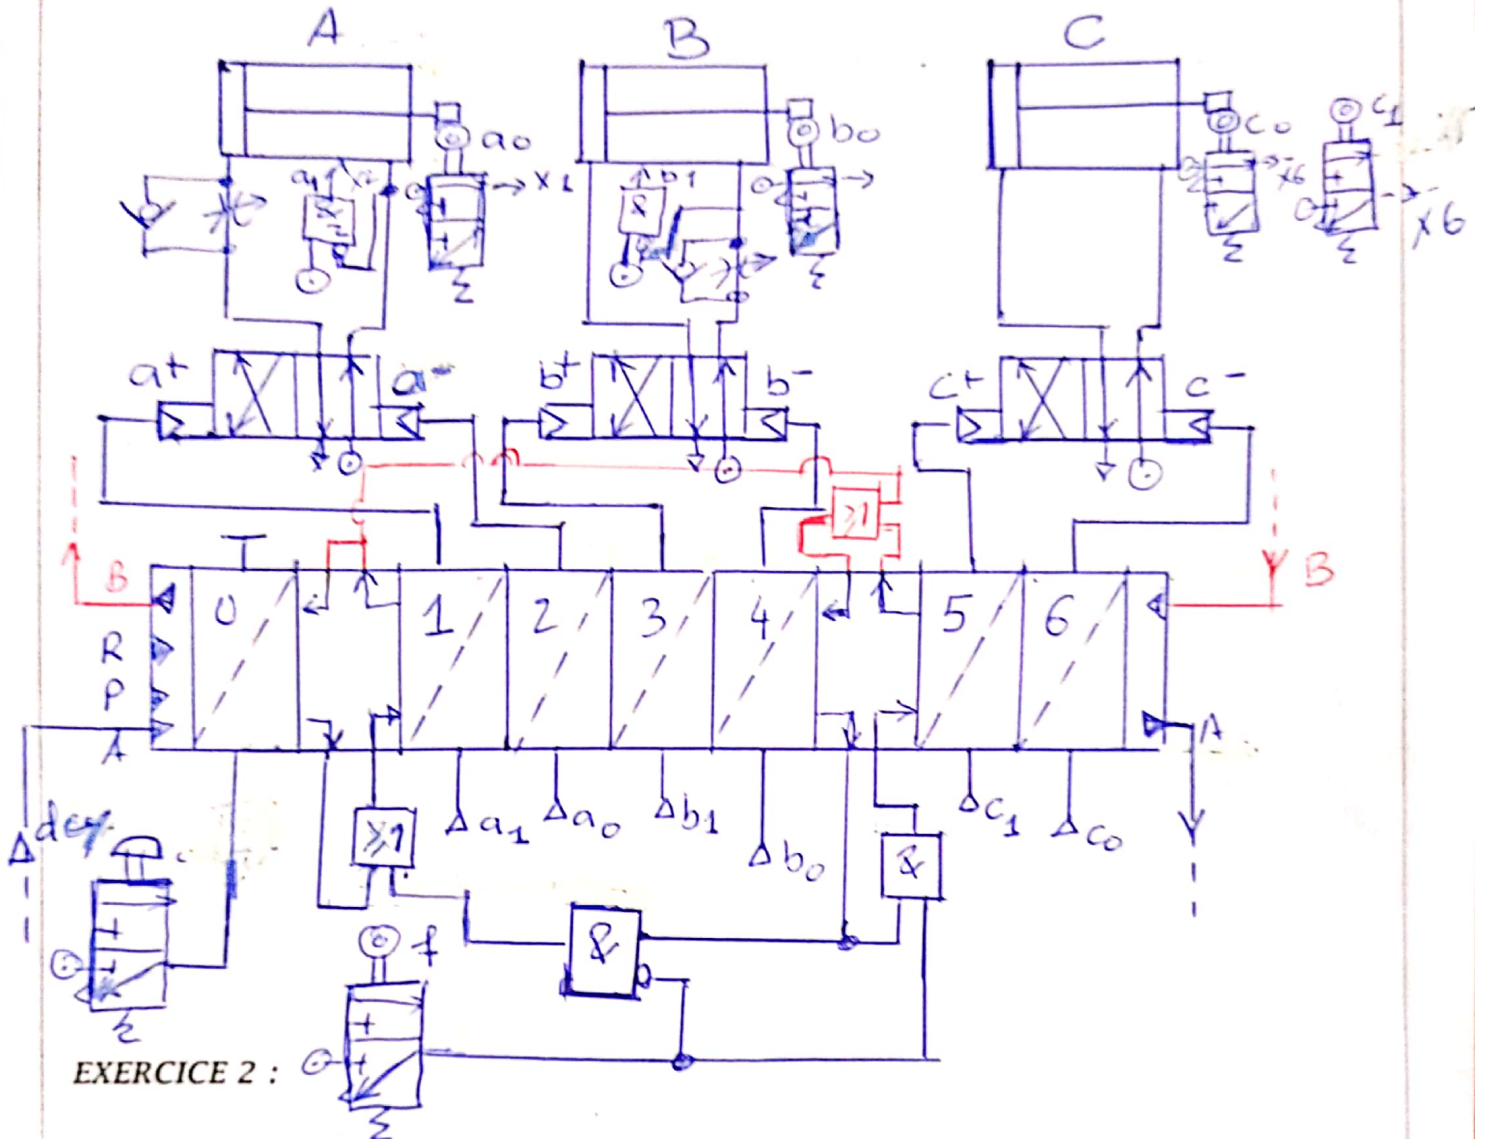 A B C
a0 b0 c0 c1
a1 x1 b1 x6
& & x6
a+ a- b+ b- c+ c-
≥1
B B
0 1 2 3 4 5 6
R
P
A A
dcy. ≥1 a1 a0 b1 b0 & c1 c0
f &
EXERCICE 2 :